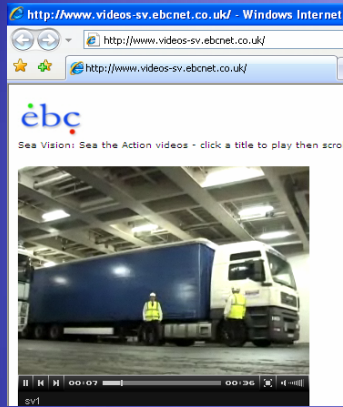 http://www.videos-sv.ebcnet.co.uk/ - Windows Internet
http://www.videos-sv.ebcnet.co.uk/
http://www.videos-sv.ebcnet.co.uk/
ebc
Sea Vision: Sea the Action videos - click a title to play then scro
00:07 00:36
sv1